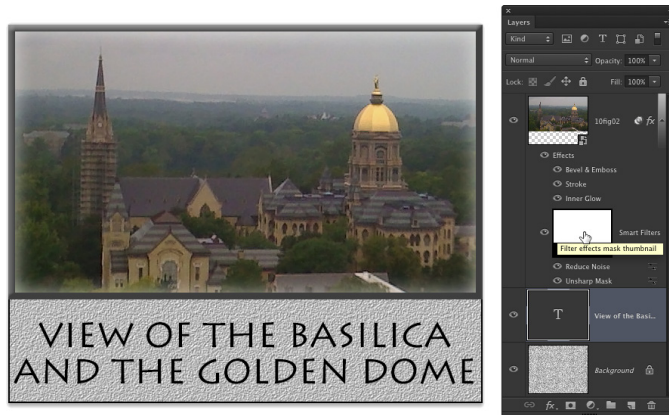 VIEW OF THE BASILICA
AND THE GOLDEN DOME
Layers
Kind
Normal
Opacity: 100%
Lock:
Fill: 100%
10fig02
fx
Effects
Bevel & Emboss
Stroke
Inner Glow
Smart Filters
Filter effects mask thumbnail
Reduce Noise
Unsharp Mask
T
View of the Basi...
Background
fx